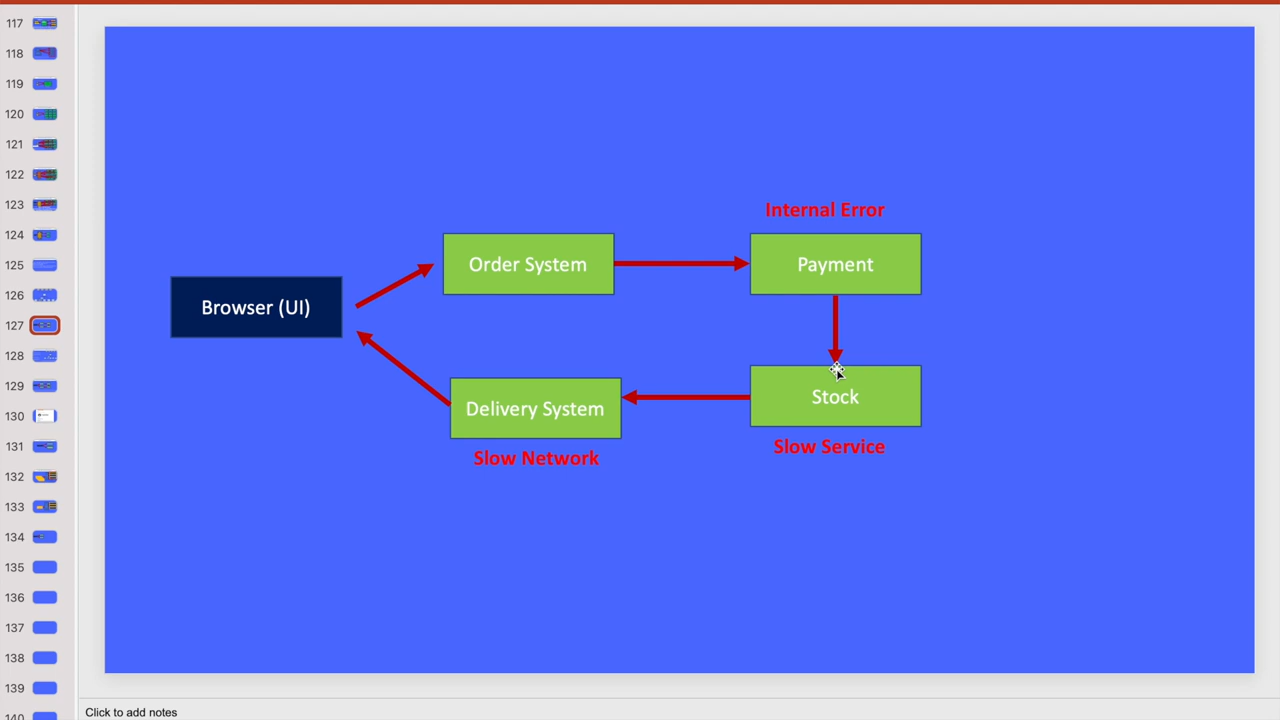 117
118
119
120
121
122
123
124
125
126
127
128
129
130
131
132
133
134
135
136
137
138
139
140
Internal Error
Order System
Payment
Browser (UI)
Stock
Delivery System
Slow Service
Slow Network
Click to add notes